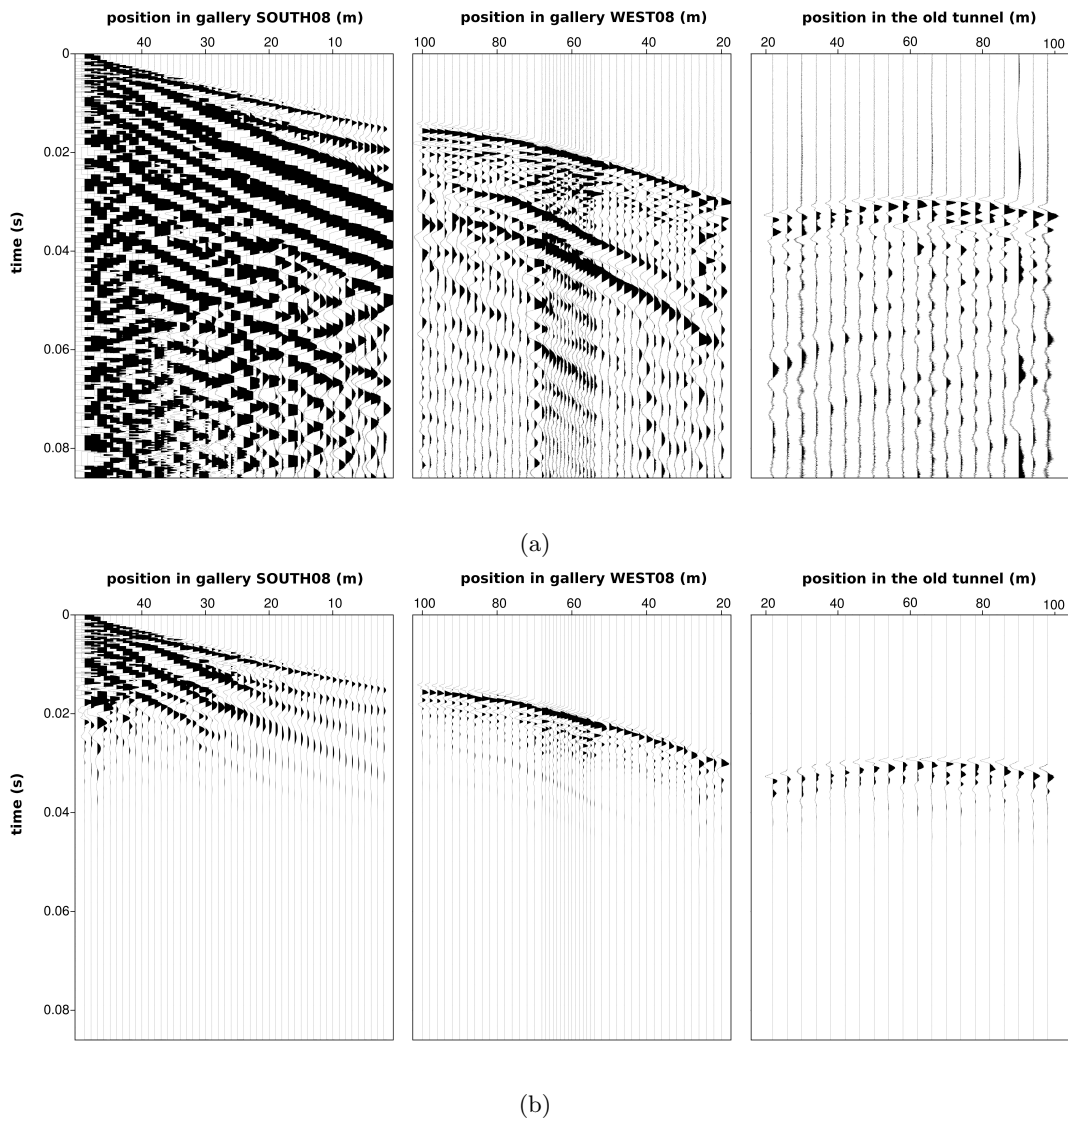 position in gallery SOUTH08 (m) position in gallery WEST08 (m) position in the old tunnel (m)
40 30 20 10 100 80 60 40 20 20 40 60 80 100
0
0.02
0.04
0.06
0.08
time (s)
(a)
position in gallery SOUTH08 (m) position in gallery WEST08 (m) position in the old tunnel (m)
40 30 20 10 100 80 60 40 20 20 40 60 80 100
0
0.02
0.04
0.06
0.08
time (s)
(b)